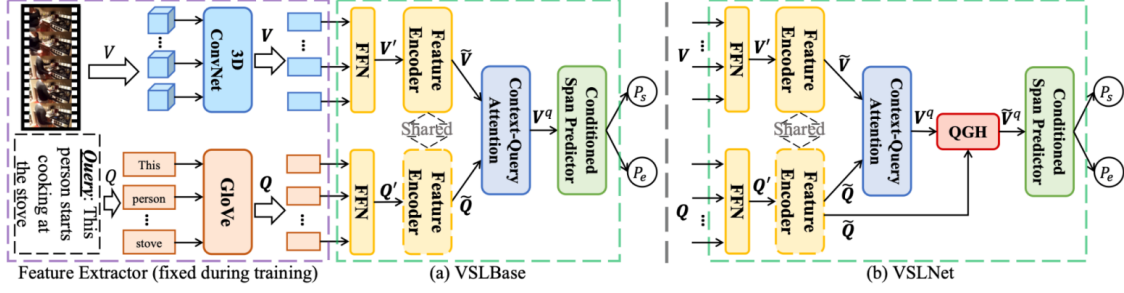 V
3D
ConvNet
V
...
Query: This
person starts
cooking at
the stove
Q
This
person
...
stove
GloVe
Q
...
Feature Extractor (fixed during training)
FFN
V′
Feature
Encoder
Ṽ
Shared
FFN
Q′
Feature
Encoder
Q̃
Context-Query
Attention
V^q
Conditioned
Span Predictor
P_s
P_e
(a) VSLBase
V
...
FFN
V′
Feature
Encoder
Ṽ
Shared
Q
...
FFN
Q′
Feature
Encoder
Q̃
Q̃
Context-Query
Attention
V^q
QGH
Ṽ^q
Conditioned
Span Predictor
P_s
P_e
(b) VSLNet